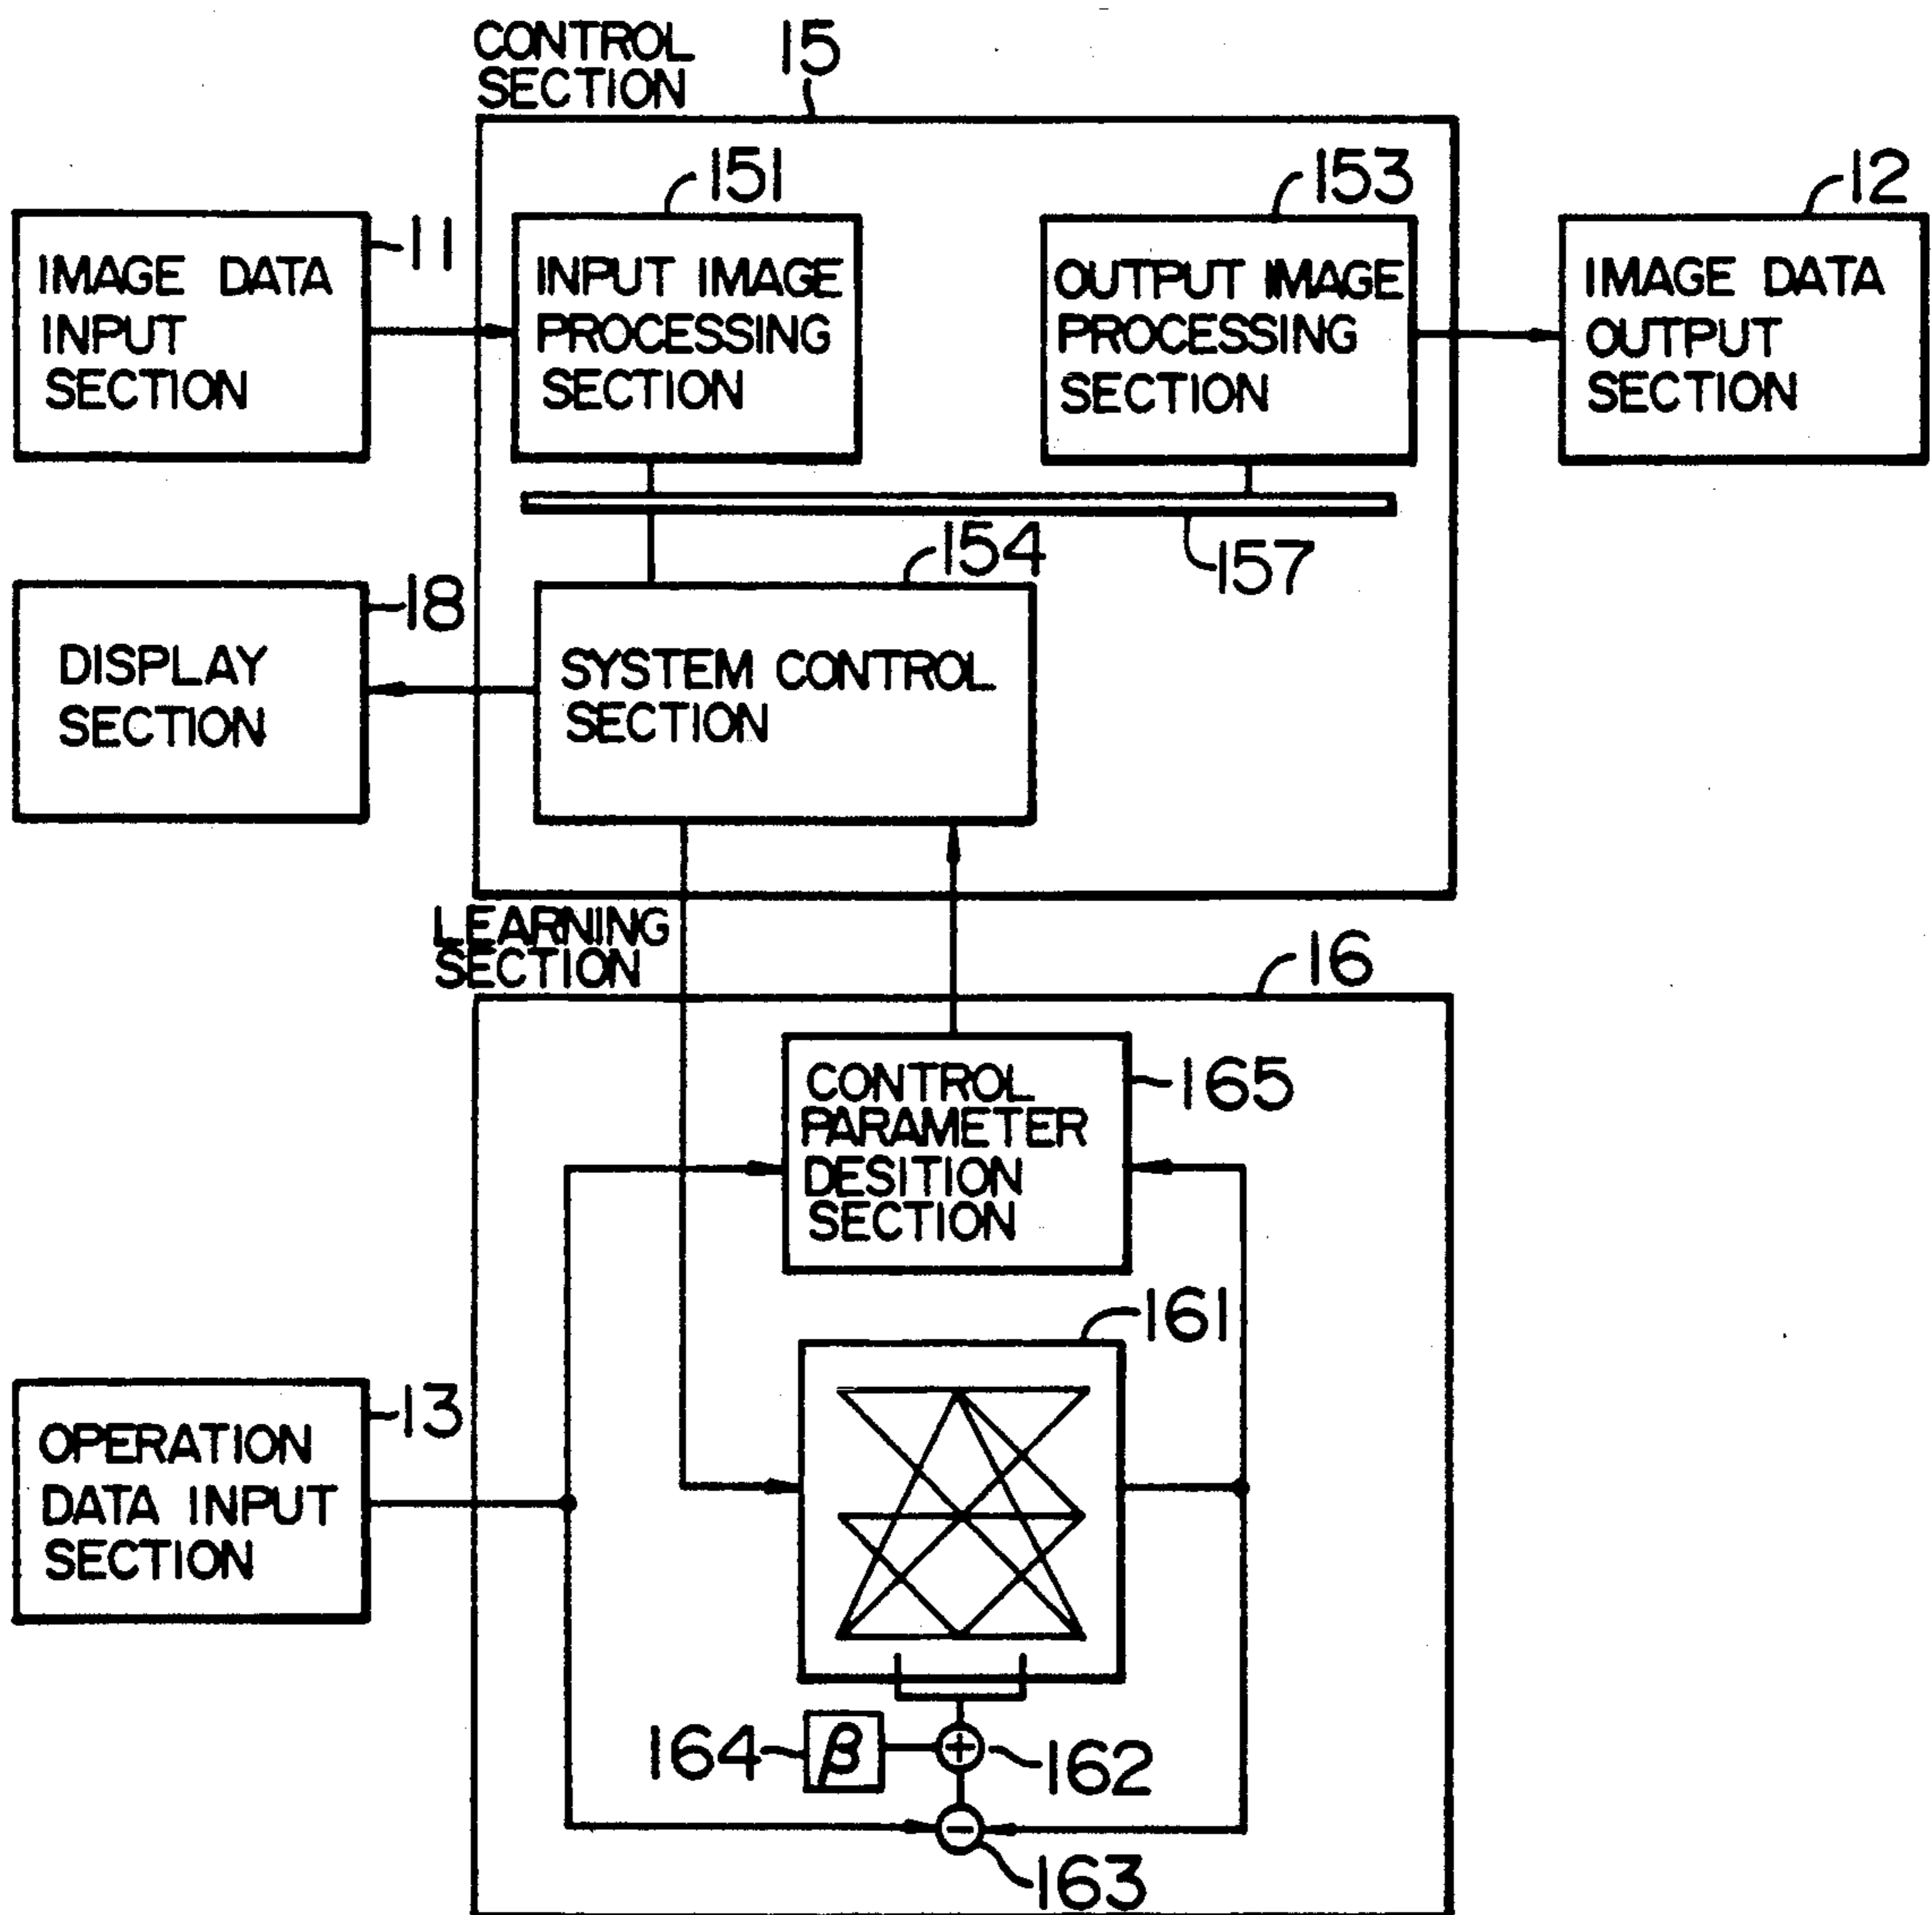 CONTROL
SECTION
15
151
153
12
IMAGE DATA
INPUT
SECTION
11
INPUT IMAGE
PROCESSING
SECTION
OUTPUT IMAGE
PROCESSING
SECTION
IMAGE DATA
OUTPUT
SECTION
154
157
18
DISPLAY
SECTION
SYSTEM CONTROL
SECTION
LEARNING
SECTION
16
CONTROL
PARAMETER
DESITION
SECTION
165
161
13
OPERATION
DATA INPUT
SECTION
164
β
+
162
−
163